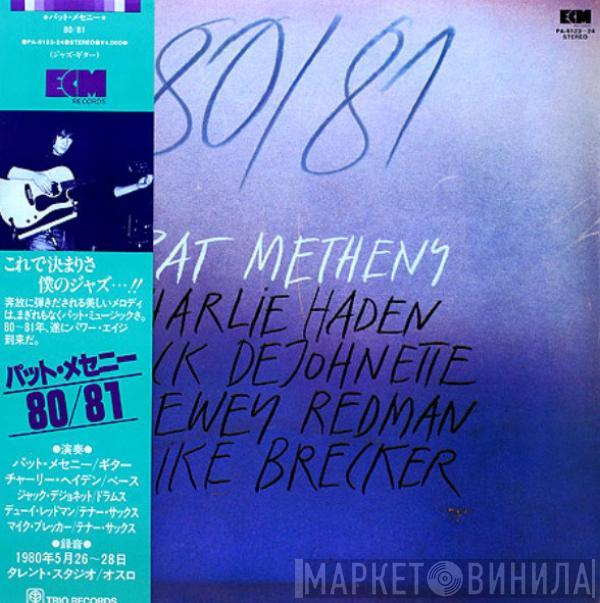 ●パット・メセニー●
80/81
●PA-6123~24●STEREO●¥4,000●
(ジャズ・ギター)
ECM
RECORDS
これで決まりさ
僕のジャズ…!!
奔放に弾きだされる美しいメロディ
は、まぎれもなくパット・ミュージックさ。
80~81年、遂にパワー・エイジ
到来だ。
パット・メセニー
80/81
●演奏●
パット・メセニー/ギター
チャーリー・ヘイデン/ベース
ジャック・デジョネット/ドラムス
デューイ・レッドマン/テナー・サックス
マイク・ブレッカー/テナー・サックス
●録音●
1980年5月26~28日
タレント・スタジオ/オスロ
TRIO RECORDS
ECM
PA-6123~24
STEREO
80/81
PAT METHENY
HARLIE HADEN
CK DEJOHNETTE
EWEY REDMAN
IKE BRECKER
МАРКЕТ ВИНИЛА